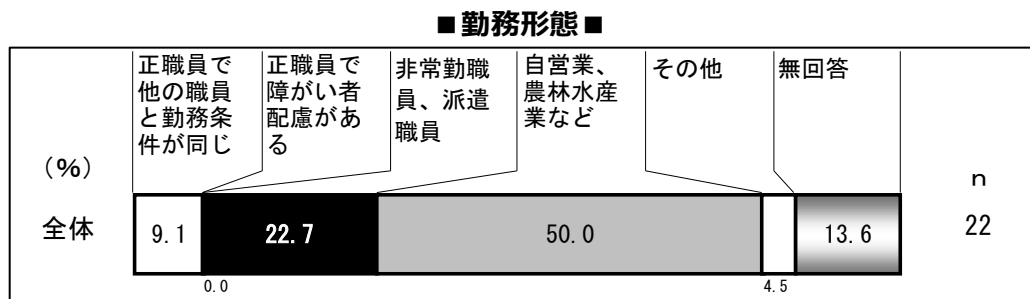 ■勤務形態■
正職員で
他の職員
と勤務条
件が同じ
正職員で
障がい者
配慮があ
る
非常勤職
員、派遣
職員
自営業、
農林水産
業など
その他
無回答
(%)
n
全体
9.1
22.7
50.0
13.6
22
0.0
4.5